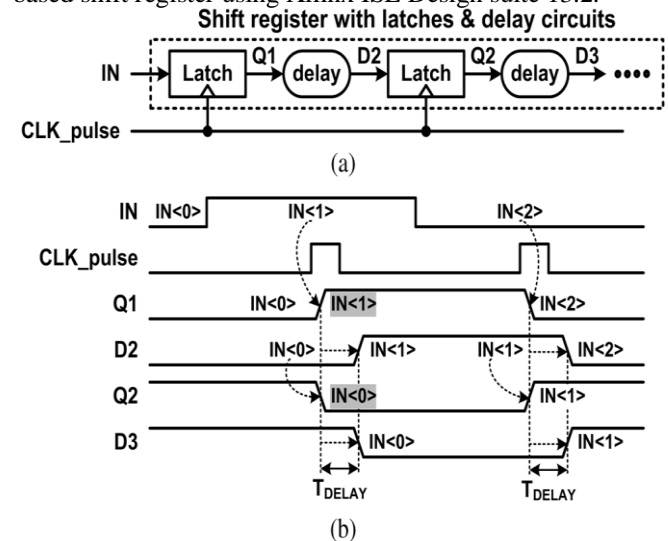 based shift register using Xilinx ISE Design suite 13.2.
Shift register with latches & delay circuits
IN Latch Q1 delay D2 Latch Q2 delay D3
CLK_pulse
(a)
IN IN<0> IN<1> IN<2>
CLK_pulse
Q1 IN<0> IN<1> IN<2>
D2 IN<0> IN<1> IN<1> IN<2>
Q2 IN<0> IN<1>
D3 IN<0> IN<1>
TDELAY TDELAY
(b)